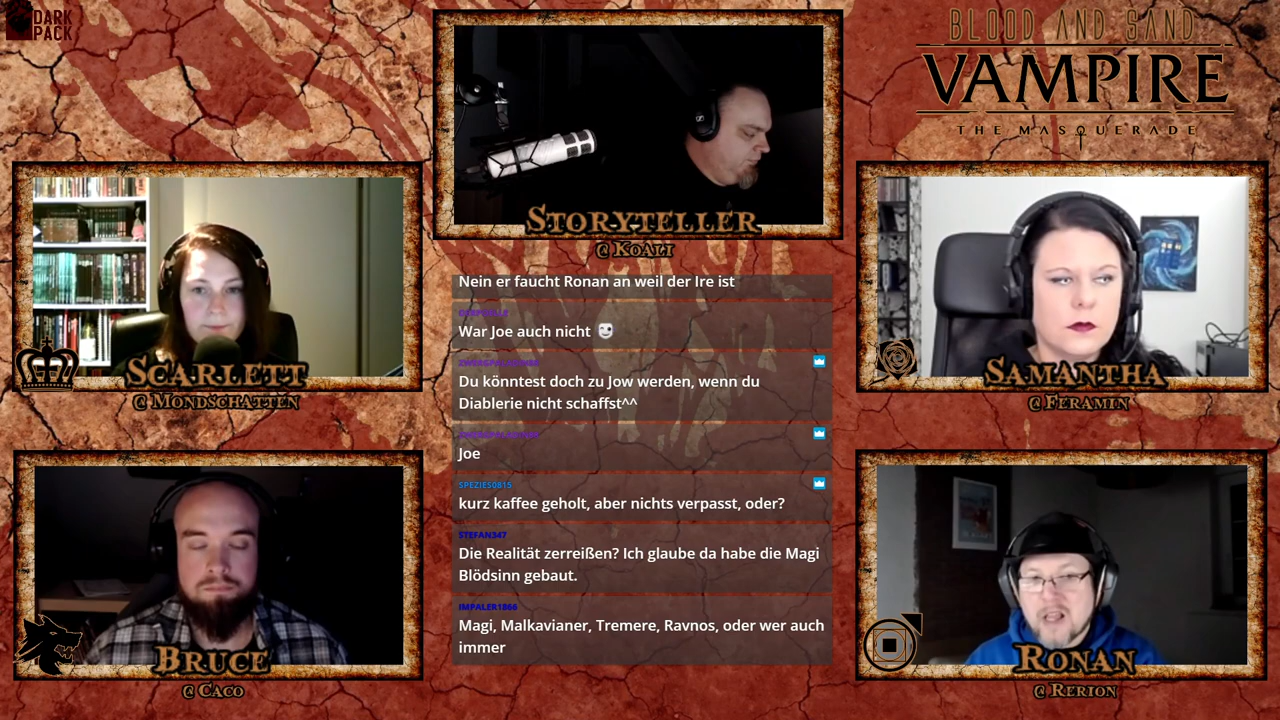 DARK
PACK
BLOOD AND SAND
VAMPIRE
THE MASQUERADE
STORYTELLER
@ KOALI
SCARLETT
@ MONDSCHATTEN
SAMANTHA
@ FERAMIN
Nein er faucht Ronan an weil der Ire ist
War Joe auch nicht
Du könntest doch zu Jow werden, wenn du
Diablerie nicht schaffst^^
Joe
SPEZIES0815
kurz kaffee geholt, aber nichts verpasst, oder?
STEFAN347
Die Realität zerreißen? Ich glaube da habe die Magi
Blödsinn gebaut.
IMPALER1866
Magi, Malkavianer, Tremere, Ravnos, oder wer auch
immer
BRUCE
@ CACO
RONAN
@ RERION